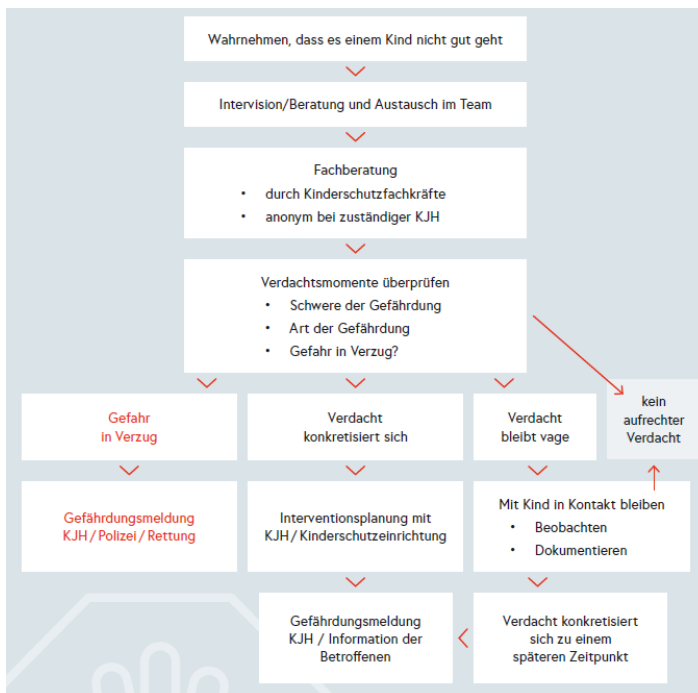 Wahrnehmen, dass es einem Kind nicht gut geht
Intervision/Beratung und Austausch im Team
Fachberatung
• durch Kinderschutzfachkräfte
• anonym bei zuständiger KJH
Verdachtsmomente überprüfen
• Schwere der Gefährdung
• Art der Gefährdung
• Gefahr in Verzug?
Gefahr
in Verzug
Verdacht
konkretisiert sich
Verdacht
bleibt vage
kein
aufrechter
Verdacht
Gefährdungsmeldung
KJH / Polizei / Rettung
Interventionsplanung mit
KJH / Kinderschutzeinrichtung
Mit Kind in Kontakt bleiben
• Beobachten
• Dokumentieren
Gefährdungsmeldung
KJH / Information der
Betroffenen
Verdacht konkretisiert
sich zu einem
späteren Zeitpunkt